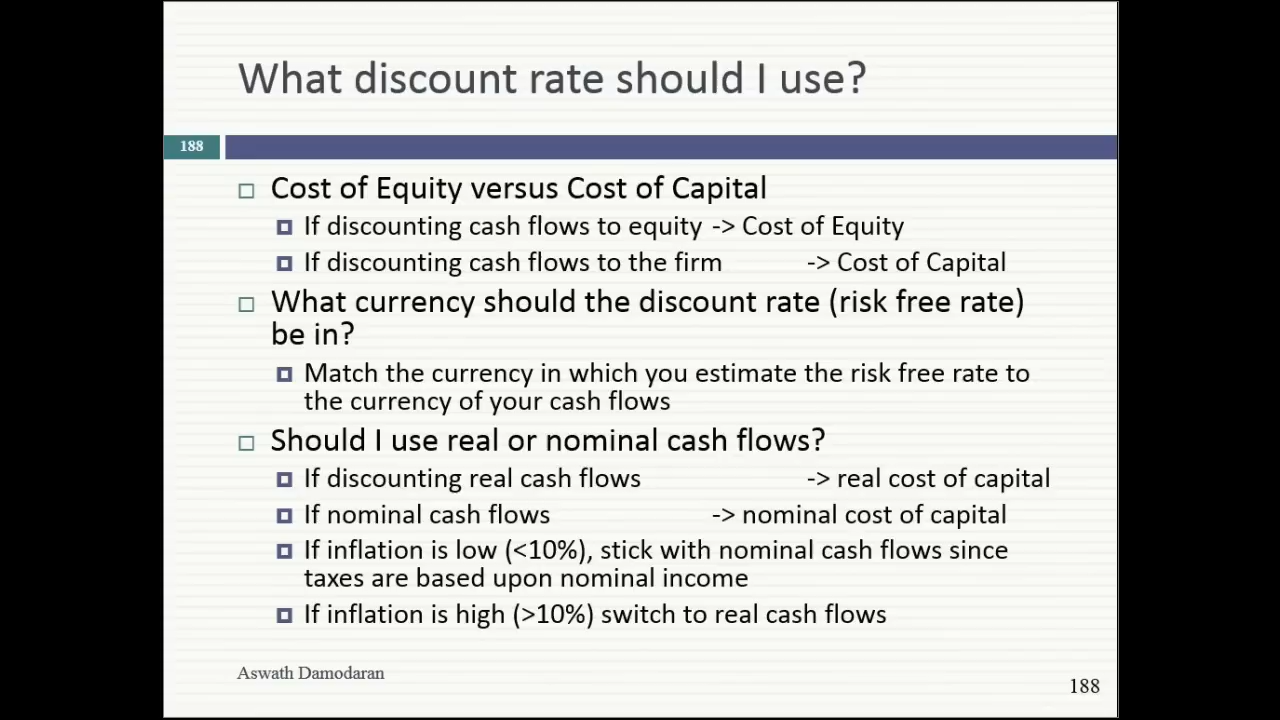 What discount rate should I use?
188
Cost of Equity versus Cost of Capital
If discounting cash flows to equity -> Cost of Equity
If discounting cash flows to the firm -> Cost of Capital
What currency should the discount rate (risk free rate)
be in?
Match the currency in which you estimate the risk free rate to
the currency of your cash flows
Should I use real or nominal cash flows?
If discounting real cash flows -> real cost of capital
If nominal cash flows -> nominal cost of capital
If inflation is low (<10%), stick with nominal cash flows since
taxes are based upon nominal income
If inflation is high (>10%) switch to real cash flows
Aswath Damodaran
188